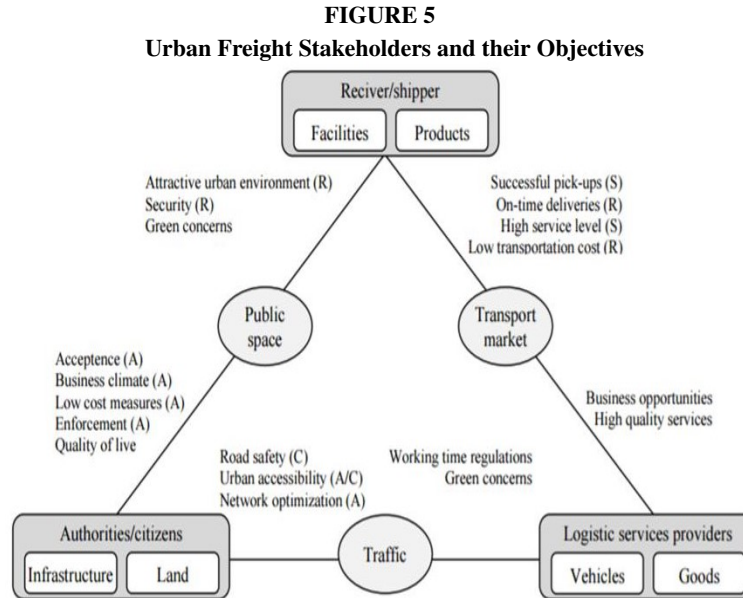 FIGURE 5
Urban Freight Stakeholders and their Objectives
Reciver/shipper
Facilities
Products
Attractive urban environment (R)
Security (R)
Green concerns
Successful pick-ups (S)
On-time deliveries (R)
High service level (S)
Low transportation cost (R)
Public
space
Transport
market
Acceptence (A)
Business climate (A)
Low cost measures (A)
Enforcement (A)
Quality of live
Business opportunities
High quality services
Road safety (C)
Urban accessibility (A/C)
Network optimization (A)
Working time regulations
Green concerns
Authorities/citizens
Infrastructure
Land
Traffic
Logistic services providers
Vehicles
Goods